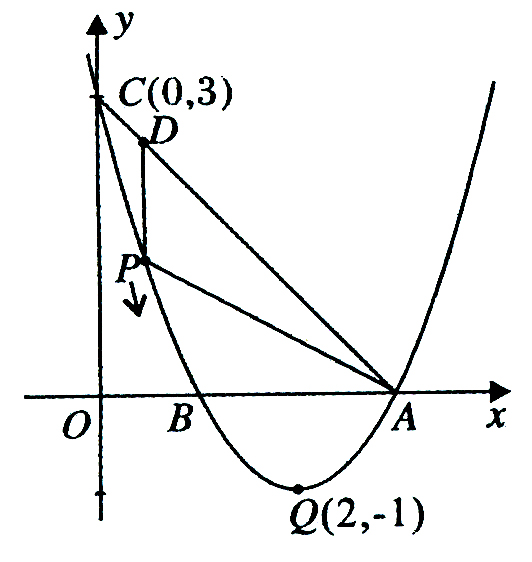 y
C(0,3)
D
P
O B A x
Q(2,-1)